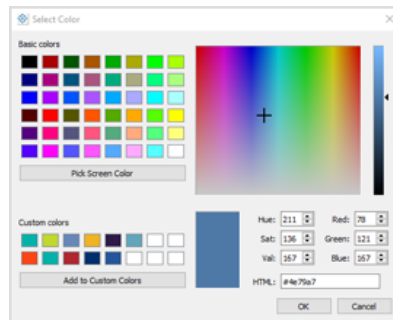 Select Color
Basic colors
Pick Screen Color
Custom colors
Add to Custom Colors
Hue: 211
Red: 78
Sat: 136
Green: 121
Val: 167
Blue: 167
HTML: #4e79a7
OK
Cancel